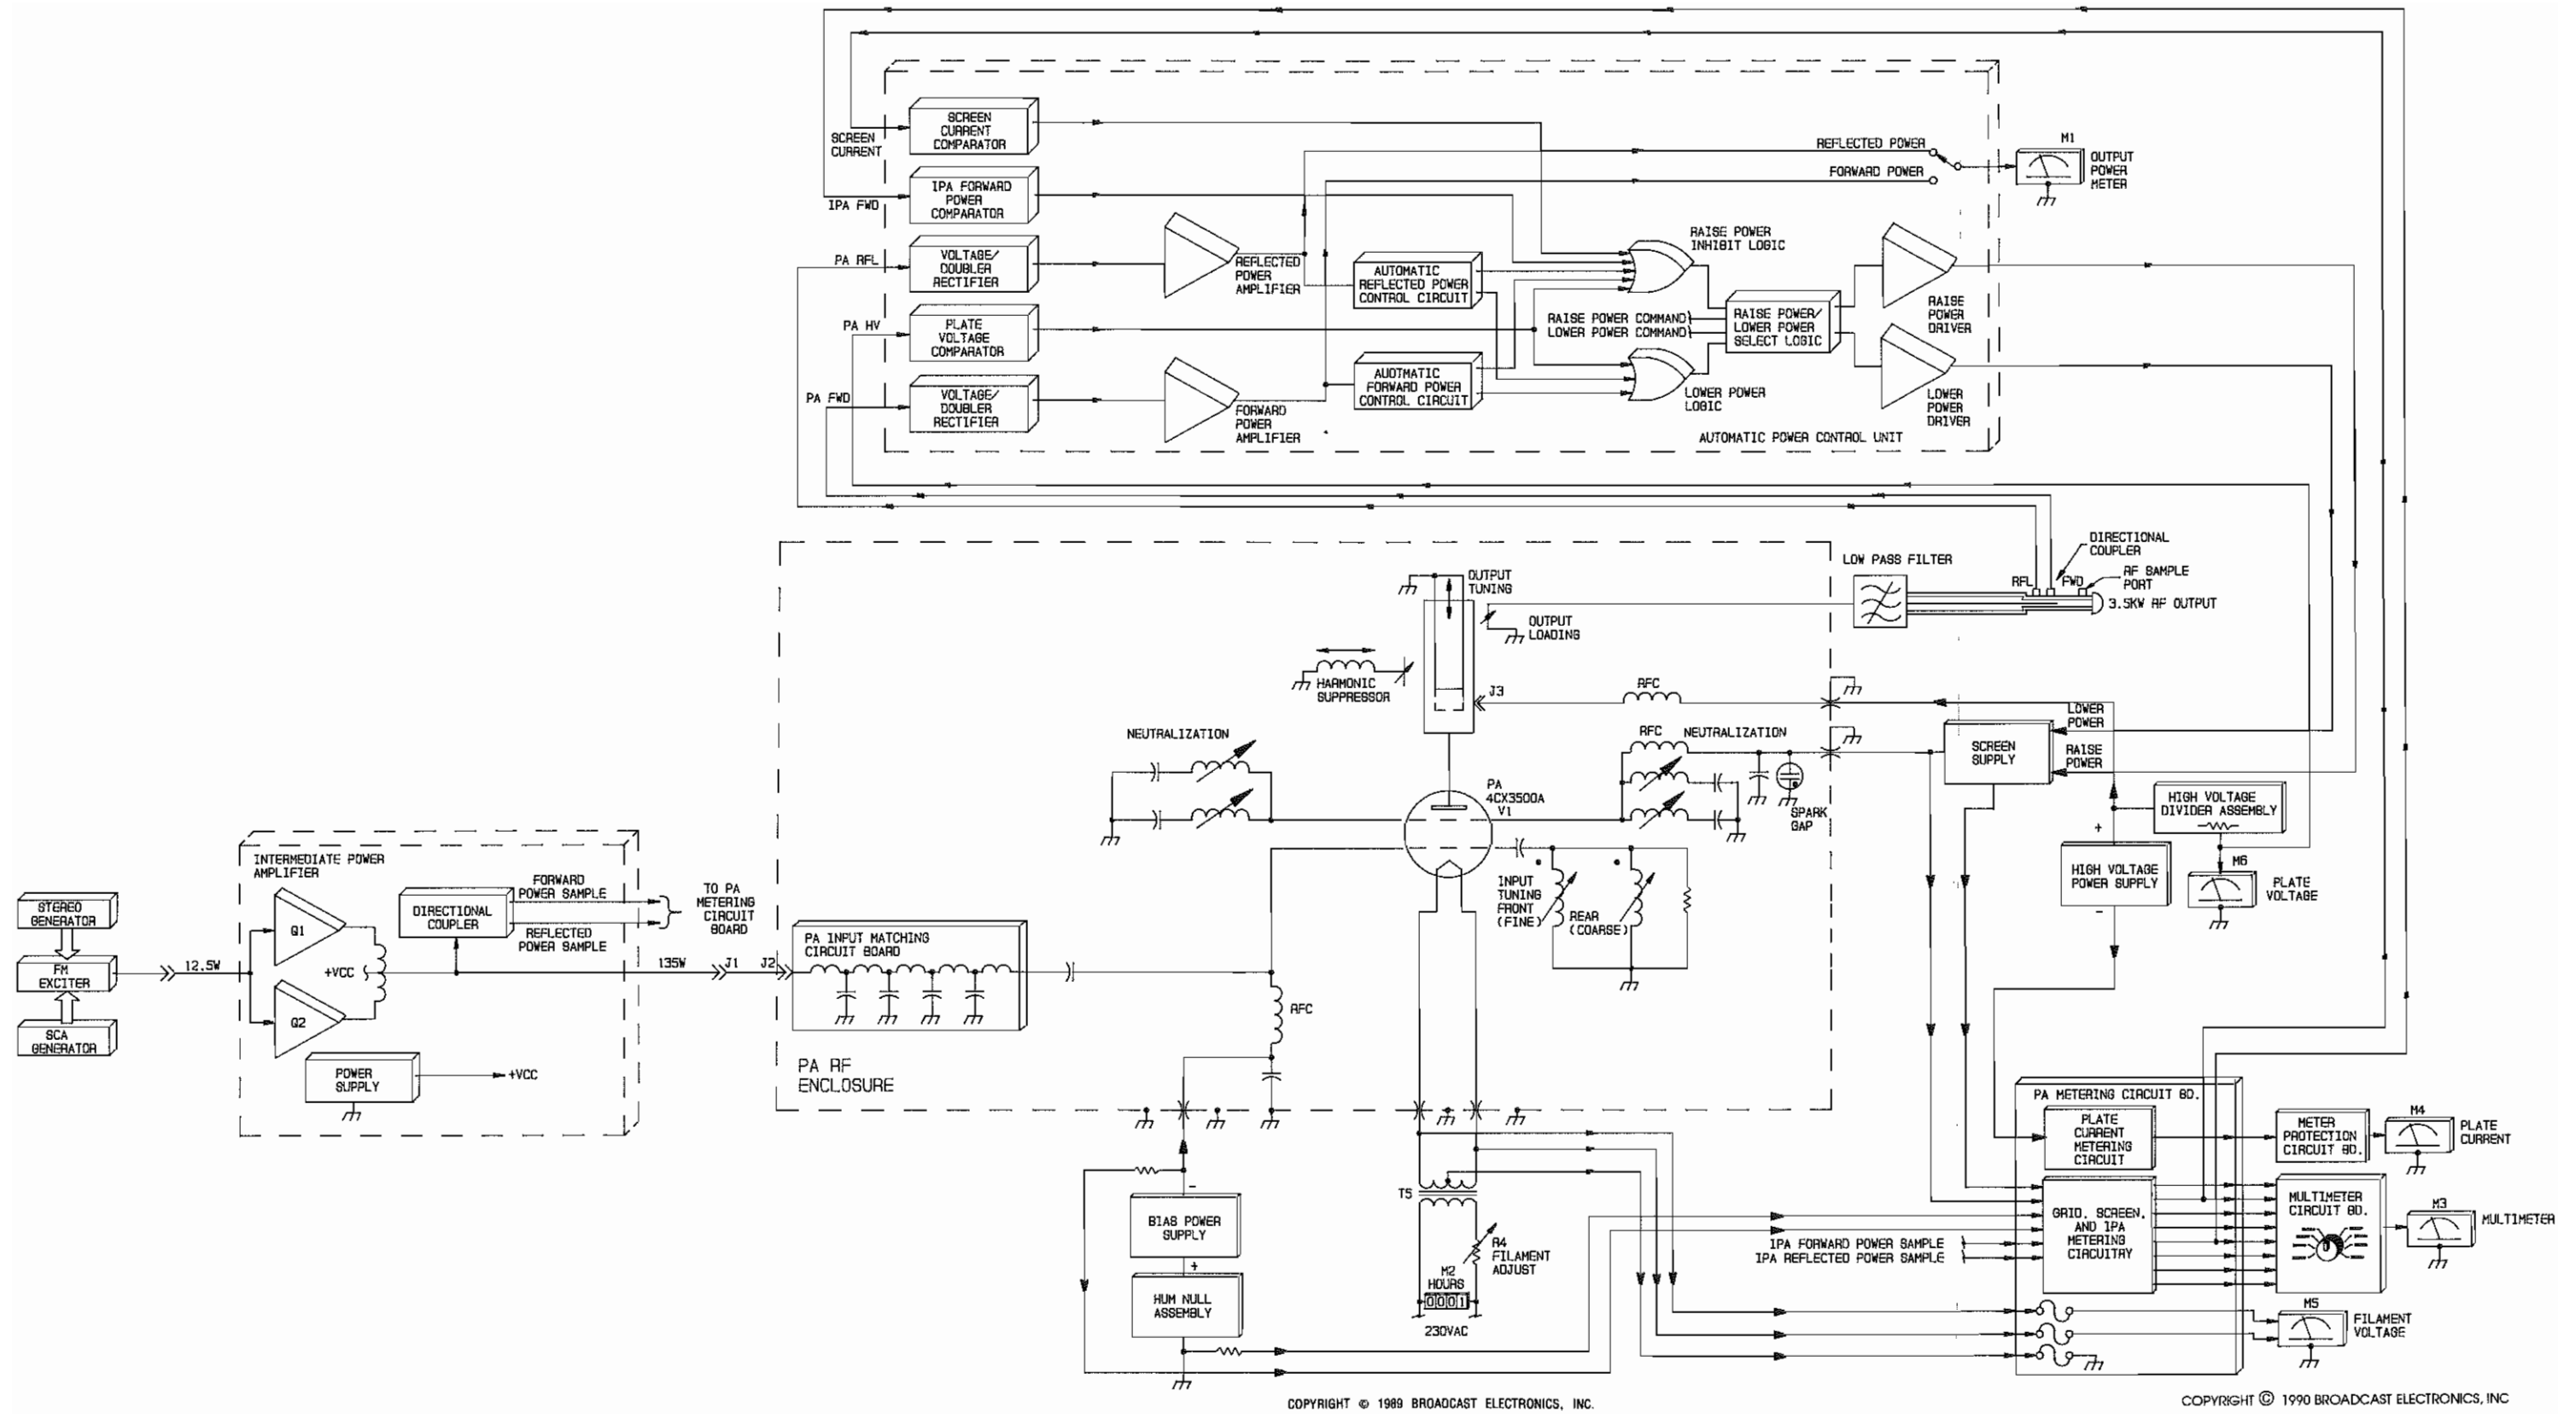 SCREEN
CURRENT
COMPARATOR
SCREEN
CURRENT
IPA FORWARD
POWER
COMPARATOR
IPA FWD
VOLTAGE/
DOUBLER
RECTIFIER
PA RFL
PLATE
VOLTAGE
COMPARATOR
PA HV
VOLTAGE/
DOUBLER
RECTIFIER
PA FWD
REFLECTED
POWER
AMPLIFIER
FORWARD
POWER
AMPLIFIER
AUTOMATIC
REFLECTED POWER
CONTROL CIRCUIT
AUOTMATIC
FORWARD POWER
CONTROL CIRCUIT
REFLECTED POWER
FORWARD POWER
M1
OUTPUT
POWER
METER
RAISE POWER
INHIBIT LOGIC
RAISE POWER COMMAND
LOWER POWER COMMAND
RAISE POWER/
LOWER POWER
SELECT LOGIC
LOWER POWER
LOGIC
RAISE
POWER
DRIVER
LOWER
POWER
DRIVER
AUTOMATIC POWER CONTROL UNIT
DIRECTIONAL
COUPLER
LOW PASS FILTER
RFL
FWD
RF SAMPLE
PORT
3.5KW RF OUTPUT
OUTPUT
TUNING
OUTPUT
LOADING
HARMONIC
SUPPRESSOR
J3
RFC
NEUTRALIZATION
RFC
NEUTRALIZATION
PA
4CX3500A
V1
SPARK
GAP
LOWER
POWER
RAISE
POWER
SCREEN
SUPPLY
HIGH VOLTAGE
DIVIDER ASSEMBLY
+
HIGH VOLTAGE
POWER SUPPLY
-
M6
PLATE
VOLTAGE
INPUT
TUNING
FRONT
(FINE)
REAR
(COARSE)
INTERMEDIATE POWER
AMPLIFIER
STEREO
GENERATOR
FM
EXCITER
SCA
GENERATOR
12.5W
Q1
+VCC
Q2
DIRECTIONAL
COUPLER
FORWARD
POWER SAMPLE
REFLECTED
POWER SAMPLE
TO PA
METERING
CIRCUIT
BOARD
135W
J1
J2
POWER
SUPPLY
+VCC
PA INPUT MATCHING
CIRCUIT BOARD
RFC
PA RF
ENCLOSURE
-
BIAS POWER
SUPPLY
+
HUM NULL
ASSEMBLY
T5
R4
FILAMENT
ADJUST
M2
HOURS
0001
230VAC
PA METERING CIRCUIT BD.
PLATE
CURRENT
METERING
CIRCUIT
METER
PROTECTION
CIRCUIT BD.
M4
PLATE
CURRENT
GRID, SCREEN,
AND IPA
METERING
CIRCUITRY
MULTIMETER
CIRCUIT BD.
M3
MULTIMETER
IPA FORWARD POWER SAMPLE
IPA REFLECTED POWER SAMPLE
M5
FILAMENT
VOLTAGE
COPYRIGHT © 1989 BROADCAST ELECTRONICS, INC.
COPYRIGHT © 1990 BROADCAST ELECTRONICS, INC